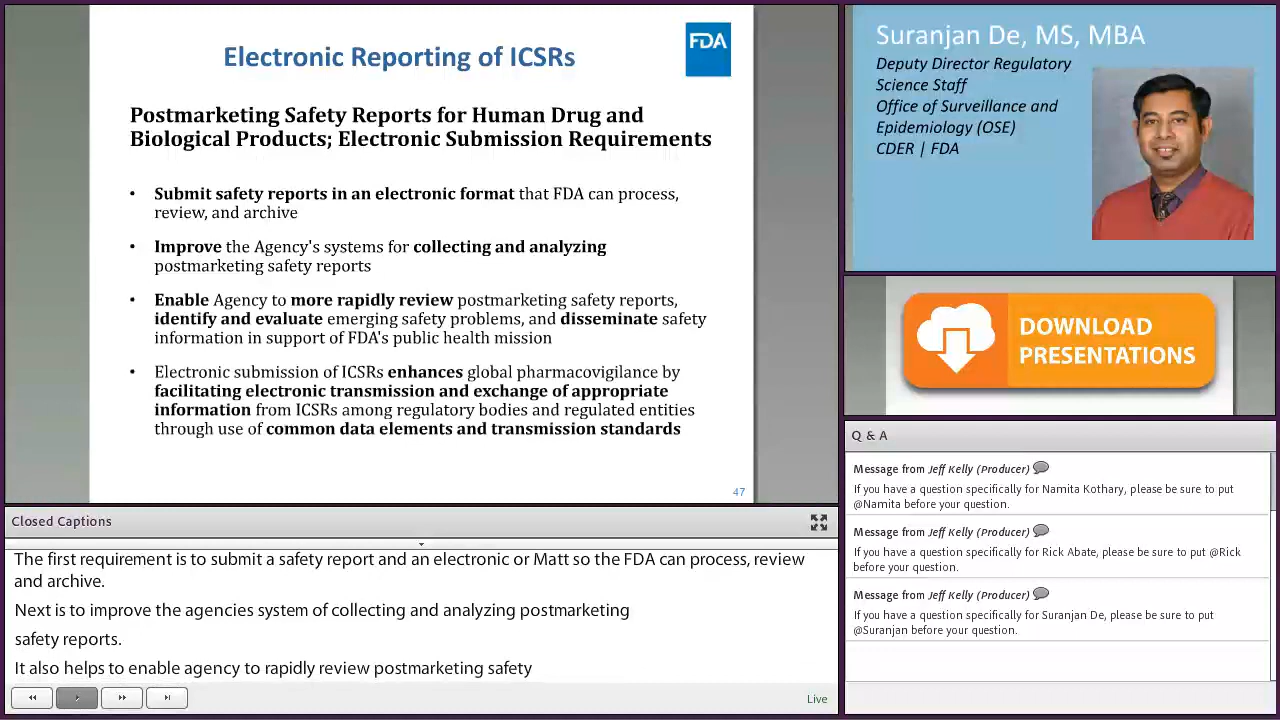 Electronic Reporting of ICSRs
FDA
Postmarketing Safety Reports for Human Drug and
Biological Products; Electronic Submission Requirements
• Submit safety reports in an electronic format that FDA can process,
review, and archive
• Improve the Agency's systems for collecting and analyzing
postmarketing safety reports
• Enable Agency to more rapidly review postmarketing safety reports,
identify and evaluate emerging safety problems, and disseminate safety
information in support of FDA's public health mission
• Electronic submission of ICSRs enhances global pharmacovigilance by
facilitating electronic transmission and exchange of appropriate
information from ICSRs among regulatory bodies and regulated entities
through use of common data elements and transmission standards
47
Closed Captions
The first requirement is to submit a safety report and an electronic or Matt so the FDA can process, review
and archive.
Next is to improve the agencies system of collecting and analyzing postmarketing
safety reports.
It also helps to enable agency to rapidly review postmarketing safety
Live
Suranjan De, MS, MBA
Deputy Director Regulatory
Science Staff
Office of Surveillance and
Epidemiology (OSE)
CDER | FDA
DOWNLOAD
PRESENTATIONS
Q & A
Message from Jeff Kelly (Producer)
If you have a question specifically for Namita Kothary, please be sure to put
@Namita before your question.
Message from Jeff Kelly (Producer)
If you have a question specifically for Rick Abate, please be sure to put @Rick
before your question.
Message from Jeff Kelly (Producer)
If you have a question specifically for Suranjan De, please be sure to put
@Suranjan before your question.